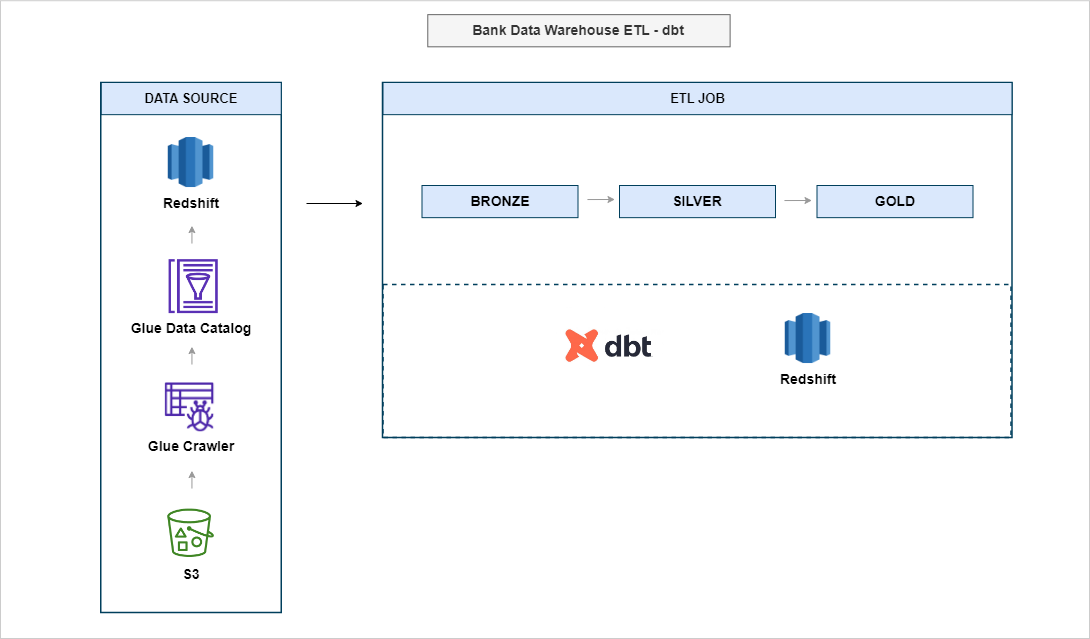 Bank Data Warehouse ETL - dbt
DATA SOURCE
Redshift
Glue Data Catalog
Glue Crawler
S3
ETL JOB
BRONZE
SILVER
GOLD
dbt
Redshift